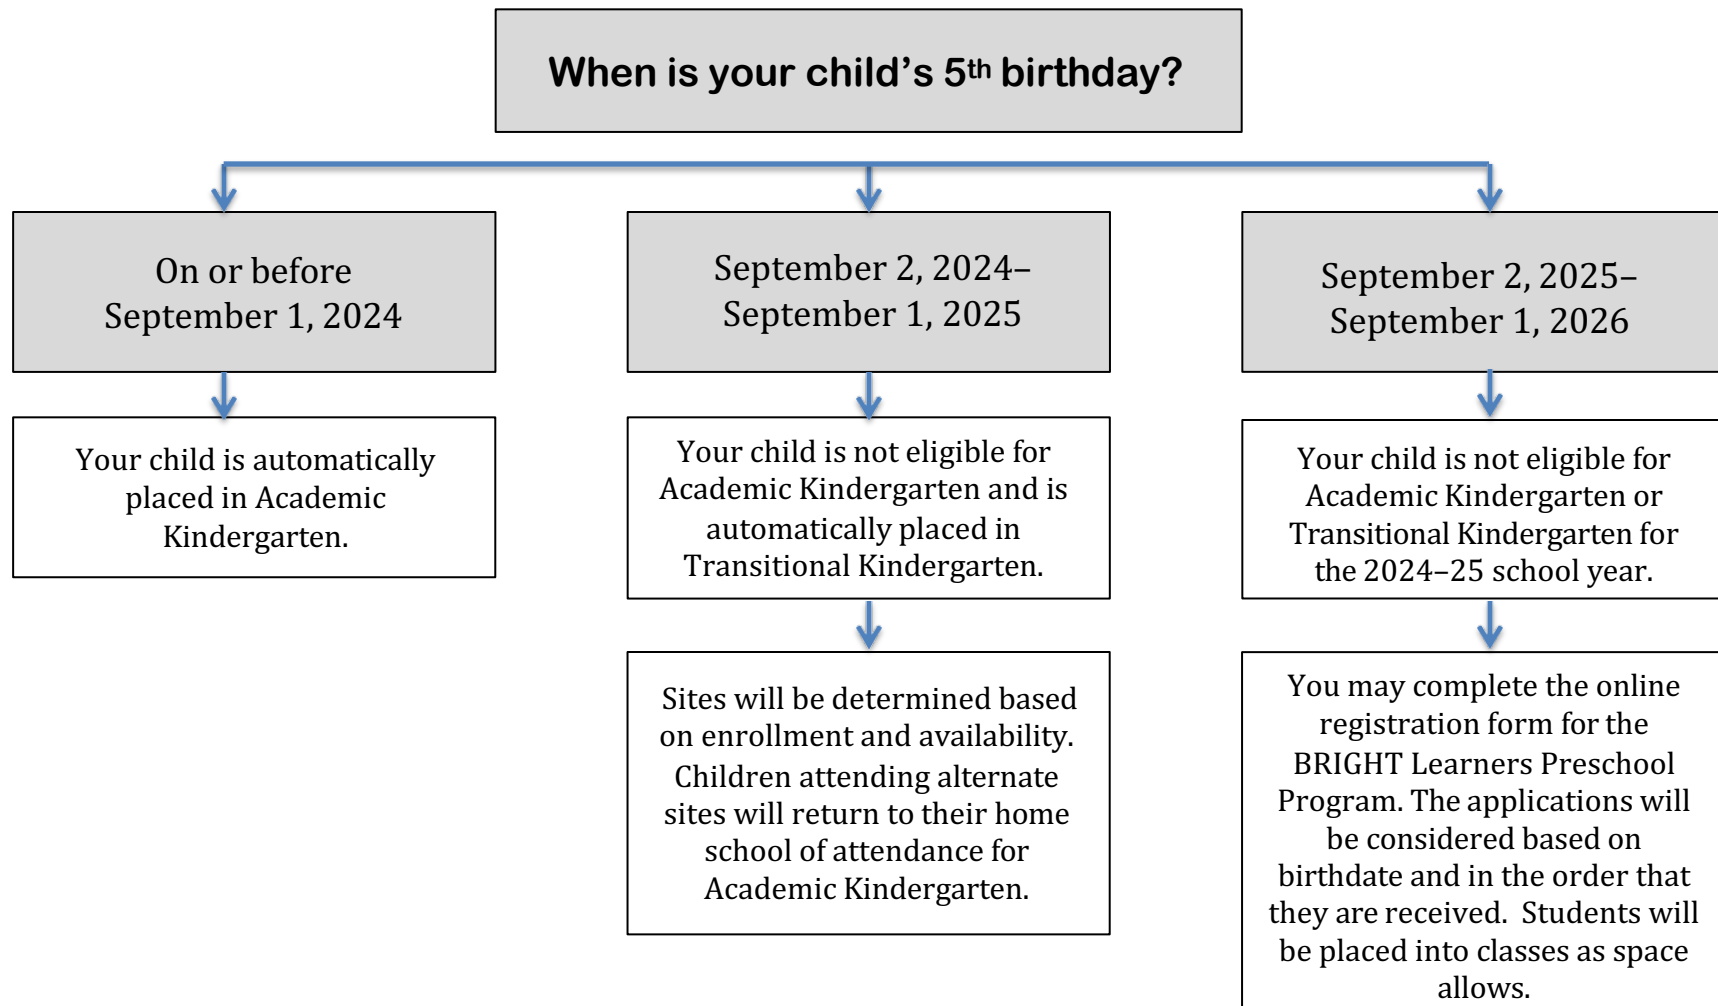 When is your child's 5th birthday?
On or before
September 1, 2024
September 2, 2024–
September 1, 2025
September 2, 2025–
September 1, 2026
Your child is automatically
placed in Academic
Kindergarten.
Your child is not eligible for
Academic Kindergarten and is
automatically placed in
Transitional Kindergarten.
Your child is not eligible for
Academic Kindergarten or
Transitional Kindergarten for
the 2024–25 school year.
Sites will be determined based
on enrollment and availability.
Children attending alternate
sites will return to their home
school of attendance for
Academic Kindergarten.
You may complete the online
registration form for the
BRIGHT Learners Preschool
Program. The applications will
be considered based on
birthdate and in the order that
they are received.  Students will
be placed into classes as space
allows.